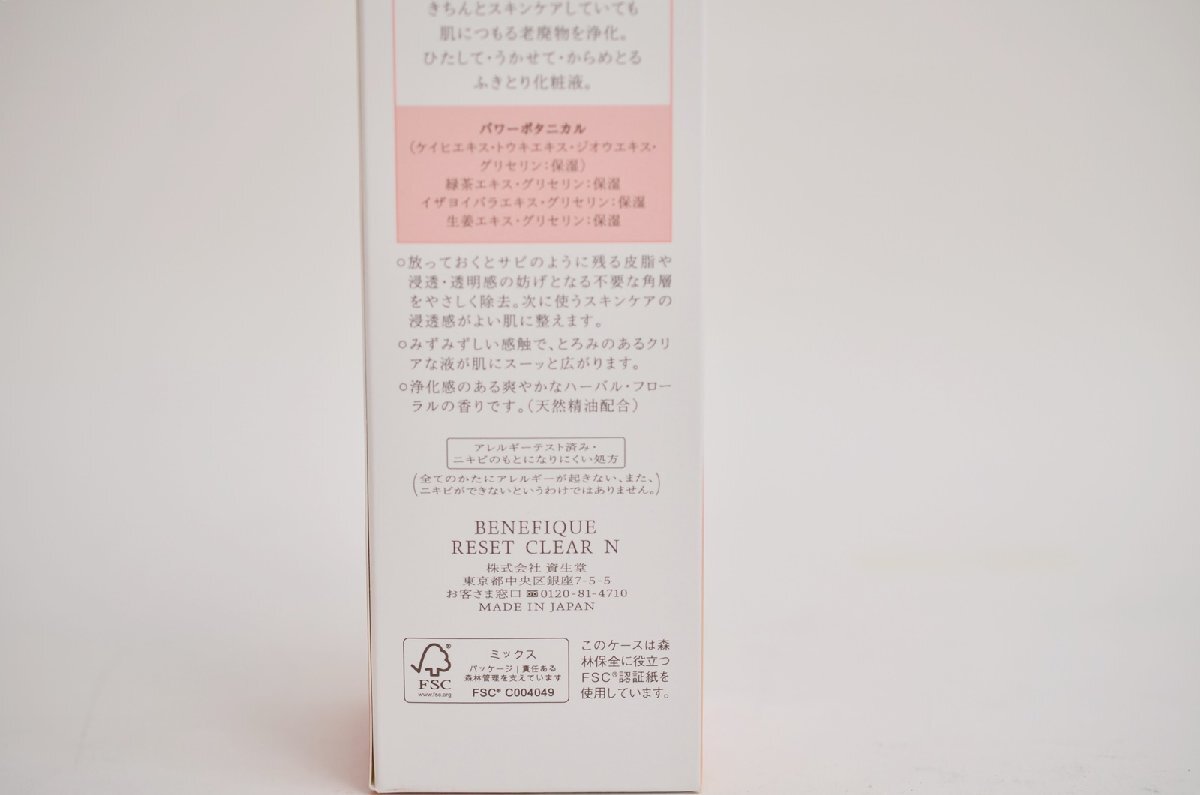 きちんとスキンケアしていても
肌につもる老廃物を浄化。
ひたして・うかせて・からめとる
ふきとり化粧液。
パワーボタニカル
(ケイヒエキス・トウキエキス・ジオウエキス・
グリセリン:保湿)
緑茶エキス・グリセリン:保湿
イザヨイバラエキス・グリセリン:保湿
生姜エキス・グリセリン:保湿
○放っておくとサビのように残る皮脂や
浸透・透明感の妨げとなる不要な角層
をやさしく除去。次に使うスキンケアの
浸透感がよい肌に整えます。
○みずみずしい感触で、とろみのあるクリ
アな液が肌にスーッと広がります。
○浄化感のある爽やかなハーバル・フロー
ラルの香りです。(天然精油配合)
アレルギーテスト済み・
ニキビのもとになりにくい処方
(全てのかたにアレルギーが起きない、また、
ニキビができないというわけではありません。)
BENEFIQUE
RESET CLEAR N
株式会社 資生堂
東京都中央区銀座7-5-5
お客さま窓口 0120-81-4710
MADE IN JAPAN
FSC
www.fsc.org
ミックス
パッケージ|責任ある
森林管理を支えています
FSC® C004049
このケースは森
林保全に役立つ
FSC®認証紙を
使用しています。